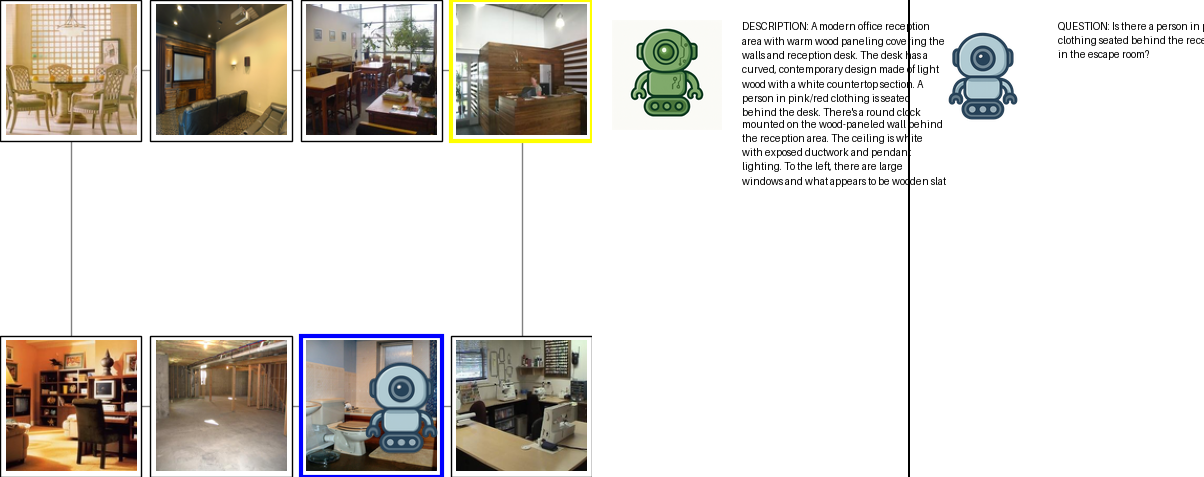 DESCRIPTION: A modern office reception
area with warm wood paneling covering the
walls and reception desk. The desk has a
curved, contemporary design made of light
wood with a white countertop section. A
person in pink/red clothing is seated
behind the desk. There's a round clock
mounted on the wood-paneled wall behind
the reception area. The ceiling is white
with exposed ductwork and pendant
lighting. To the left, there are large
windows and what appears to be wooden slat
QUESTION: Is there a person in
clothing seated behind the rece
in the escape room?